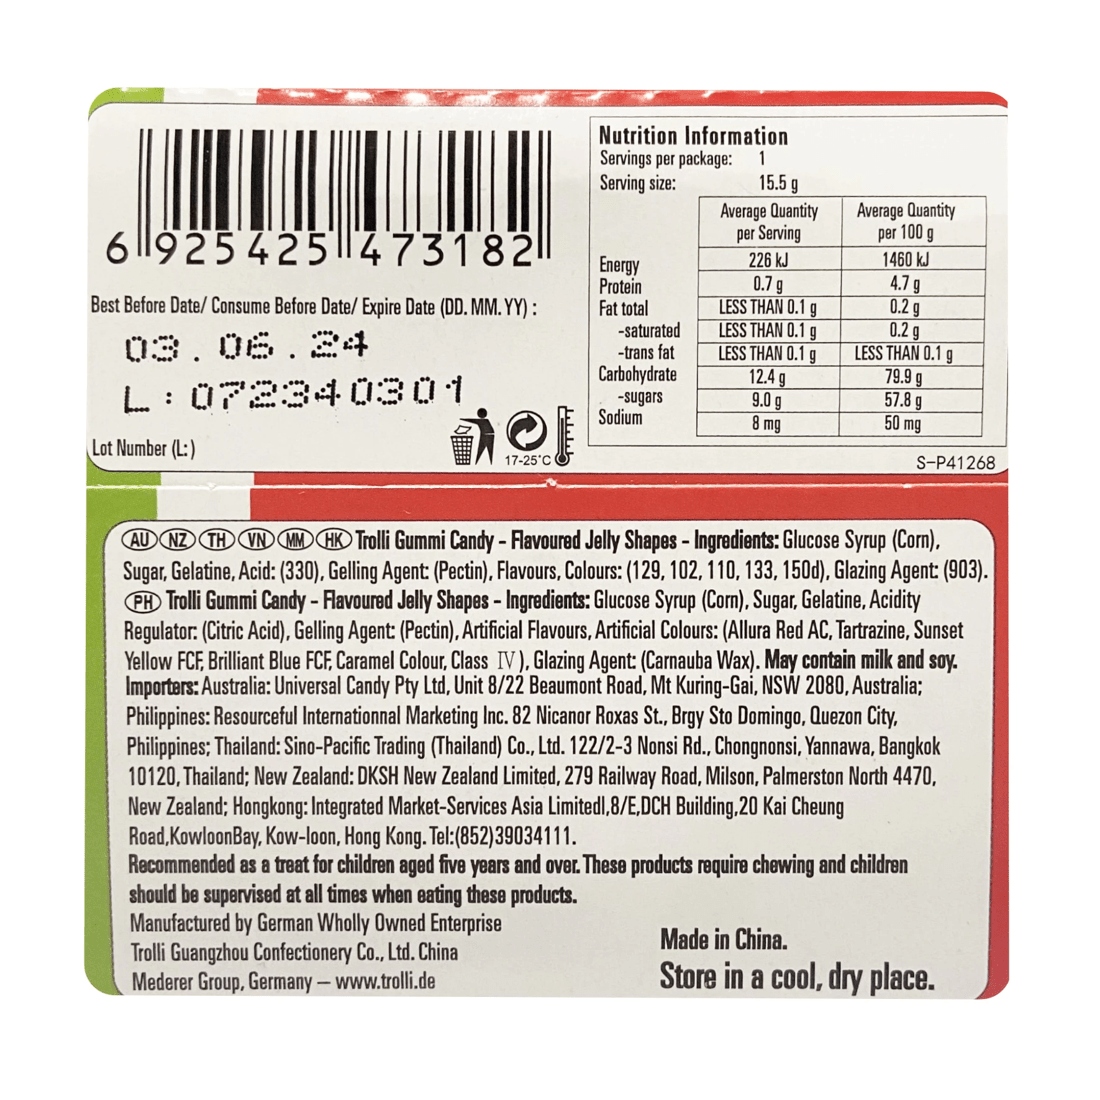 6 925425 473182
Best Before Date/ Consume Before Date/ Expire Date (DD. MM. YY) :
03 . 06 . 24
L : 072340301
Lot Number (L:)
17-25°C
Nutrition Information
Servings per package: 1
Serving size: 15.5 g
Average Quantity per Serving Average Quantity per 100 g
Energy 226 kJ 1460 kJ
Protein 0.7 g 4.7 g
Fat total LESS THAN 0.1 g 0.2 g
-saturated LESS THAN 0.1 g 0.2 g
-trans fat LESS THAN 0.1 g LESS THAN 0.1 g
Carbohydrate 12.4 g 79.9 g
-sugars 9.0 g 57.8 g
Sodium 8 mg 50 mg
S-P41268
AU NZ TH VN MM HK Trolli Gummi Candy - Flavoured Jelly Shapes - Ingredients: Glucose Syrup (Corn),
Sugar, Gelatine, Acid: (330), Gelling Agent: (Pectin), Flavours, Colours: (129, 102, 110, 133, 150d), Glazing Agent: (903).
PH Trolli Gummi Candy - Flavoured Jelly Shapes - Ingredients: Glucose Syrup (Corn), Sugar, Gelatine, Acidity
Regulator: (Citric Acid), Gelling Agent: (Pectin), Artificial Flavours, Artificial Colours: (Allura Red AC, Tartrazine, Sunset
Yellow FCF, Brilliant Blue FCF, Caramel Colour, Class IV), Glazing Agent: (Carnauba Wax). May contain milk and soy.
Importers: Australia: Universal Candy Pty Ltd, Unit 8/22 Beaumont Road, Mt Kuring-Gai, NSW 2080, Australia;
Philippines: Resourceful Internationnal Marketing Inc. 82 Nicanor Roxas St., Brgy Sto Domingo, Quezon City,
Philippines; Thailand: Sino-Pacific Trading (Thailand) Co., Ltd. 122/2-3 Nonsi Rd., Chongnonsi, Yannawa, Bangkok
10120, Thailand; New Zealand: DKSH New Zealand Limited, 279 Railway Road, Milson, Palmerston North 4470,
New Zealand; Hongkong: Integrated Market-Services Asia Limitedl,8/E,DCH Building,20 Kai Cheung
Road,KowloonBay, Kow-loon, Hong Kong. Tel:(852)39034111.
Recommended as a treat for children aged five years and over. These products require chewing and children
should be supervised at all times when eating these products.
Manufactured by German Wholly Owned Enterprise
Trolli Guangzhou Confectionery Co., Ltd. China
Mederer Group, Germany – www.trolli.de
Made in China.
Store in a cool, dry place.